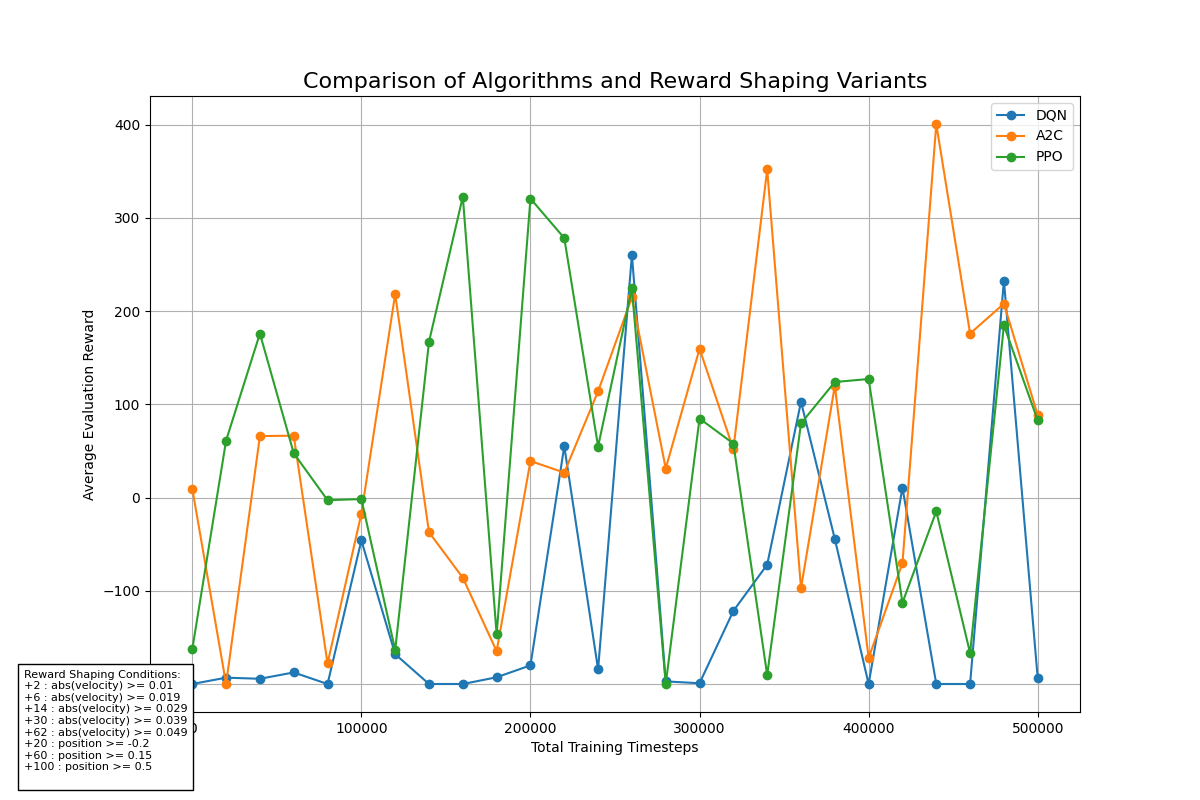 Comparison of Algorithms and Reward Shaping Variants
DQN
A2C
PPO
400
300
200
100
0
−100
Average Evaluation Reward
0
100000
200000
300000
400000
500000
Total Training Timesteps
Reward Shaping Conditions:
+2 : abs(velocity) >= 0.01
+6 : abs(velocity) >= 0.019
+14 : abs(velocity) >= 0.029
+30 : abs(velocity) >= 0.039
+62 : abs(velocity) >= 0.049
+20 : position >= -0.2
+60 : position >= 0.15
+100 : position >= 0.5